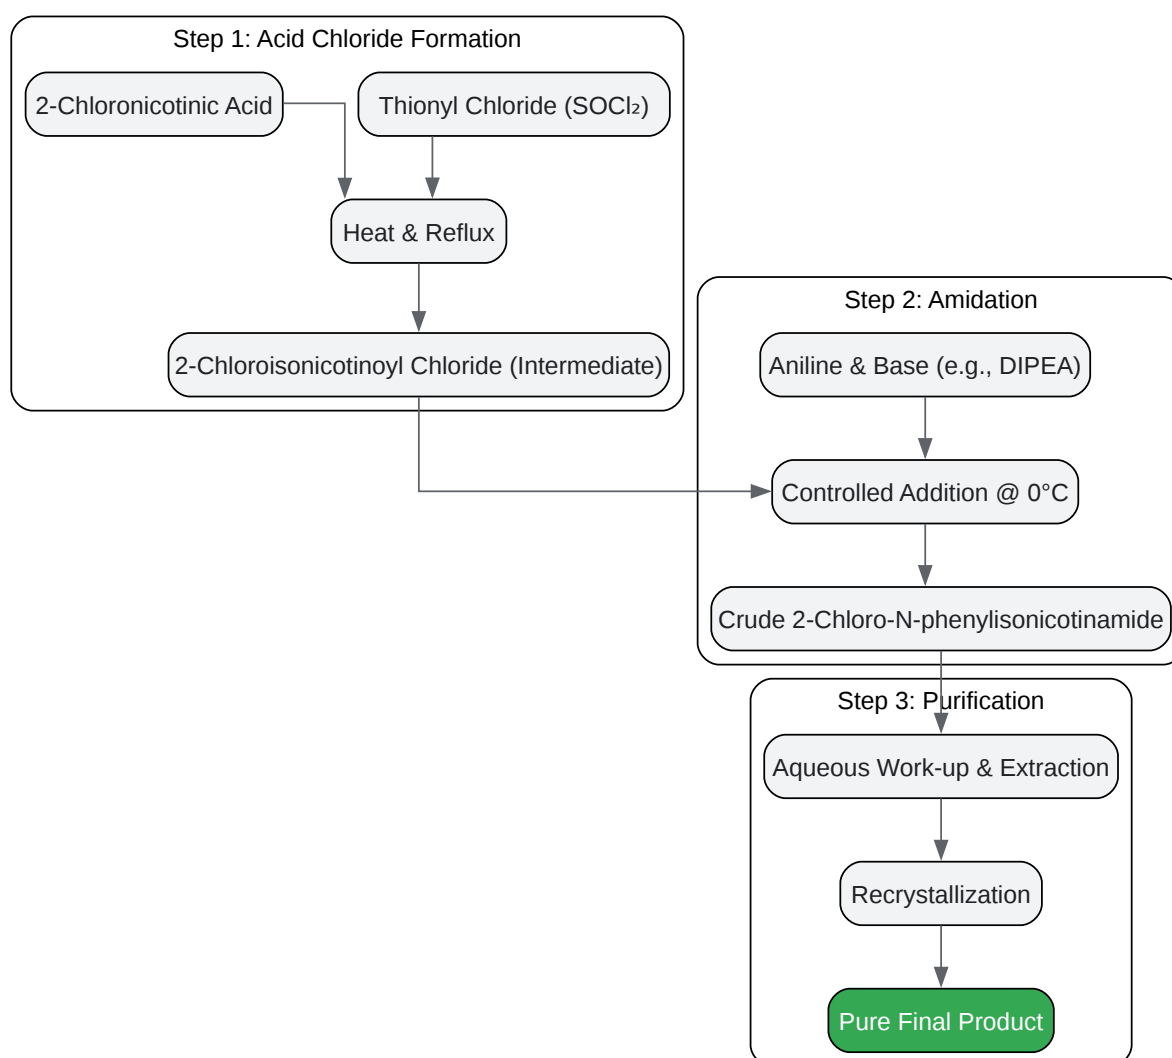 Step 1: Acid Chloride Formation
2-Chloronicotinic Acid
Thionyl Chloride (SOCl₂)
Heat & Reflux
2-Chloroisonicotinoyl Chloride (Intermediate)
Step 2: Amidation
Aniline & Base (e.g., DIPEA)
Controlled Addition @ 0°C
Crude 2-Chloro-N-phenylisonicotinamide
Step 3: Purification
Aqueous Work-up & Extraction
Recrystallization
Pure Final Product